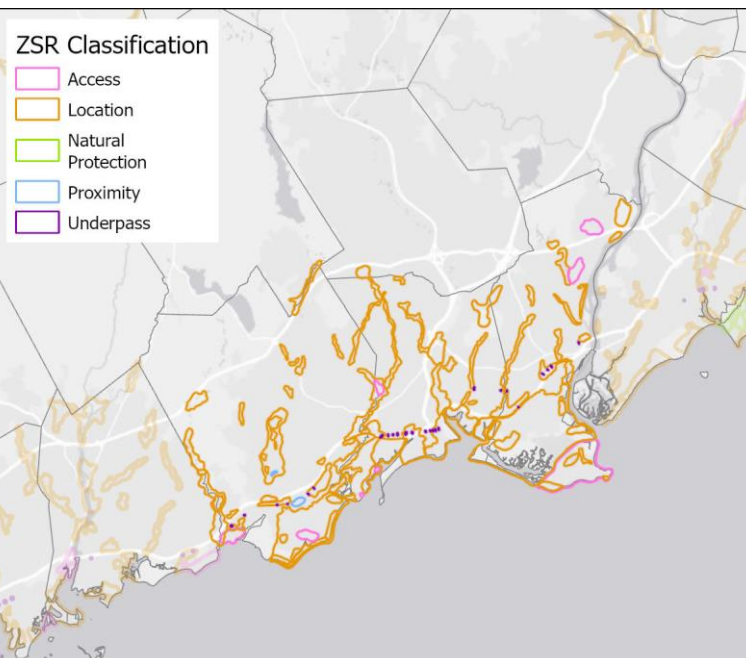 ZSR Classification
Access
Location
Natural
Protection
Proximity
Underpass